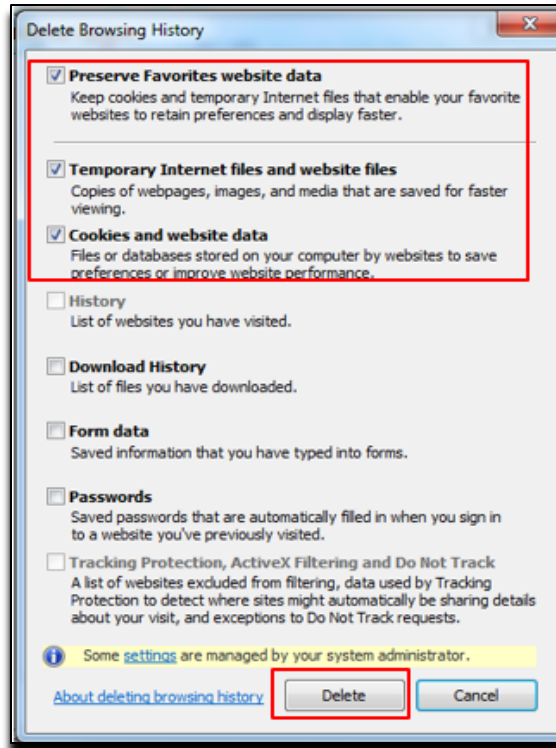 Delete Browsing History
Preserve Favorites website data
Keep cookies and temporary Internet files that enable your favorite
websites to retain preferences and display faster.
Temporary Internet files and website files
Copies of webpages, images, and media that are saved for faster
viewing.
Cookies and website data
Files or databases stored on your computer by websites to save
preferences or improve website performance.
History
List of websites you have visited.
Download History
List of files you have downloaded.
Form data
Saved information that you have typed into forms.
Passwords
Saved passwords that are automatically filled in when you sign in
to a website you've previously visited.
Tracking Protection, ActiveX Filtering and Do Not Track
A list of websites excluded from filtering, data used by Tracking
Protection to detect where sites might automatically be sharing details
about your visit, and exceptions to Do Not Track requests.
Some settings are managed by your system administrator.
About deleting browsing history Delete Cancel